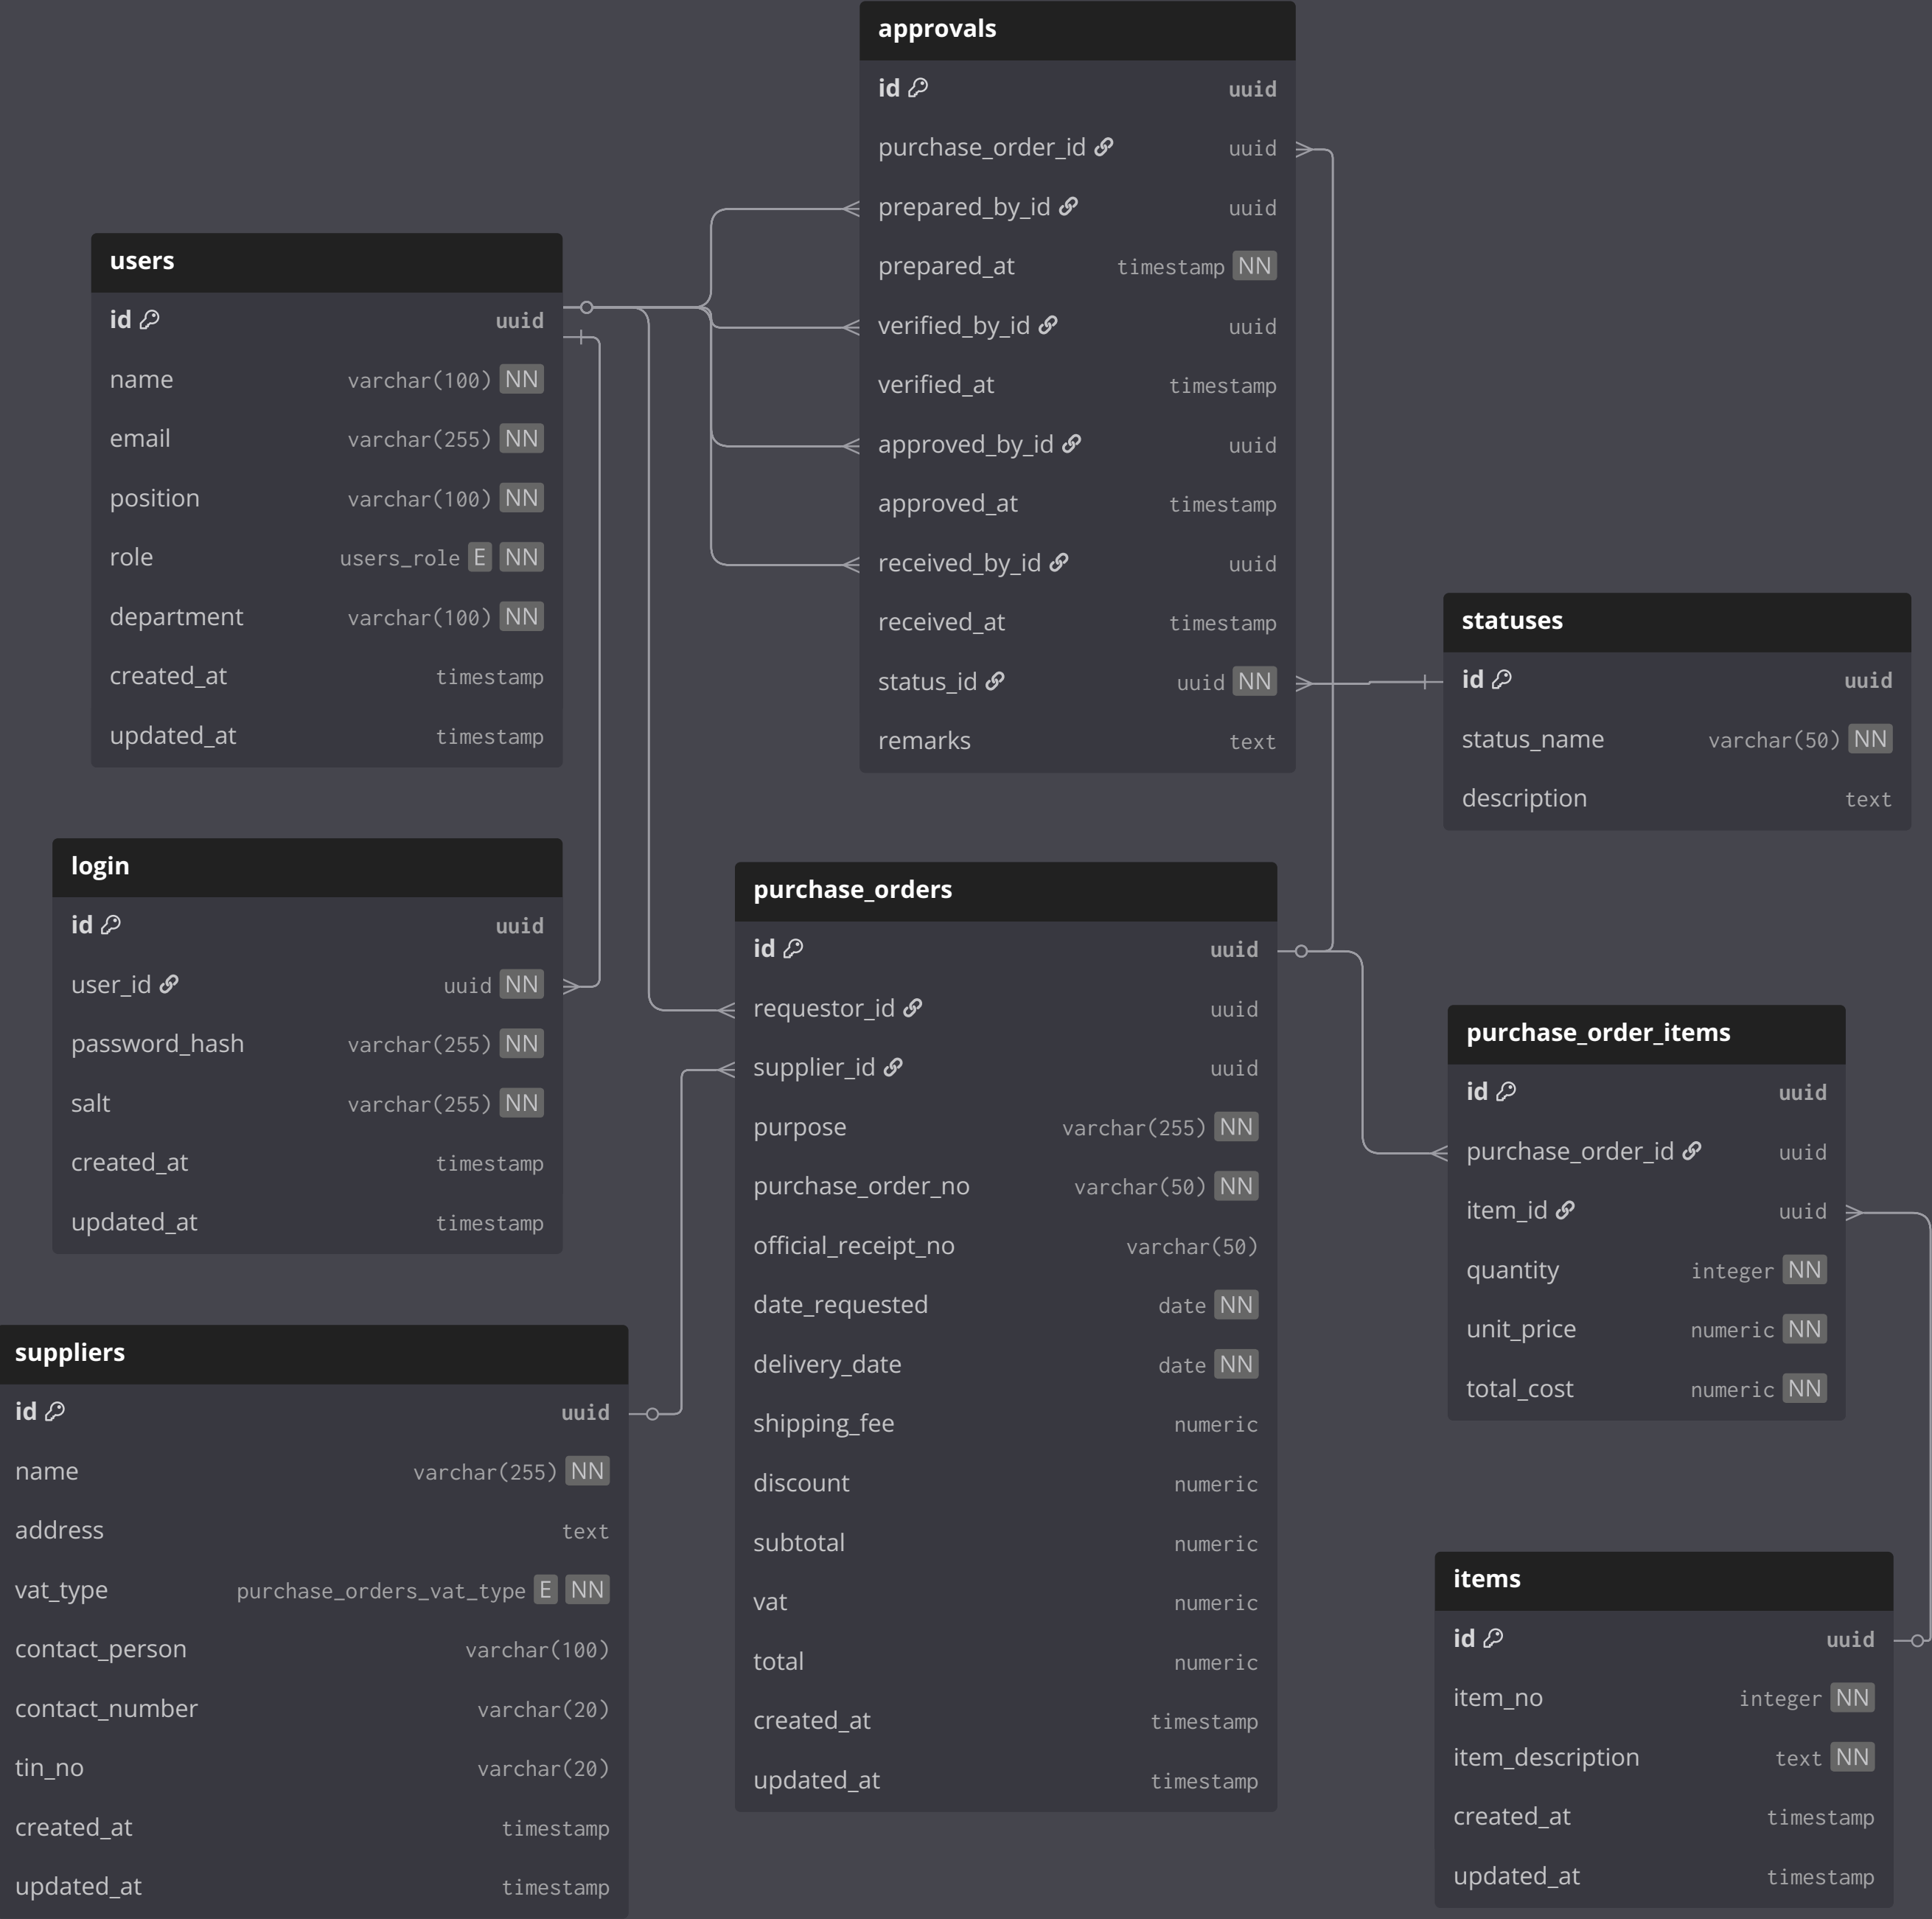 approvals
id uuid
purchase_order_id uuid
prepared_by_id uuid
prepared_at timestamp NN
verified_by_id uuid
verified_at timestamp
approved_by_id uuid
approved_at timestamp
received_by_id uuid
received_at timestamp
status_id uuid NN
remarks text
users
id uuid
name varchar(100) NN
email varchar(255) NN
position varchar(100) NN
role users_role E NN
department varchar(100) NN
created_at timestamp
updated_at timestamp
statuses
id uuid
status_name varchar(50) NN
description text
login
id uuid
user_id uuid NN
password_hash varchar(255) NN
salt varchar(255) NN
created_at timestamp
updated_at timestamp
purchase_orders
id uuid
requestor_id uuid
supplier_id uuid
purpose varchar(255) NN
purchase_order_no varchar(50) NN
official_receipt_no varchar(50)
date_requested date NN
delivery_date date NN
shipping_fee numeric
discount numeric
subtotal numeric
vat numeric
total numeric
created_at timestamp
updated_at timestamp
purchase_order_items
id uuid
purchase_order_id uuid
item_id uuid
quantity integer NN
unit_price numeric NN
total_cost numeric NN
suppliers
id uuid
name varchar(255) NN
address text
vat_type purchase_orders_vat_type E NN
contact_person varchar(100)
contact_number varchar(20)
tin_no varchar(20)
created_at timestamp
updated_at timestamp
items
id uuid
item_no integer NN
item_description text NN
created_at timestamp
updated_at timestamp